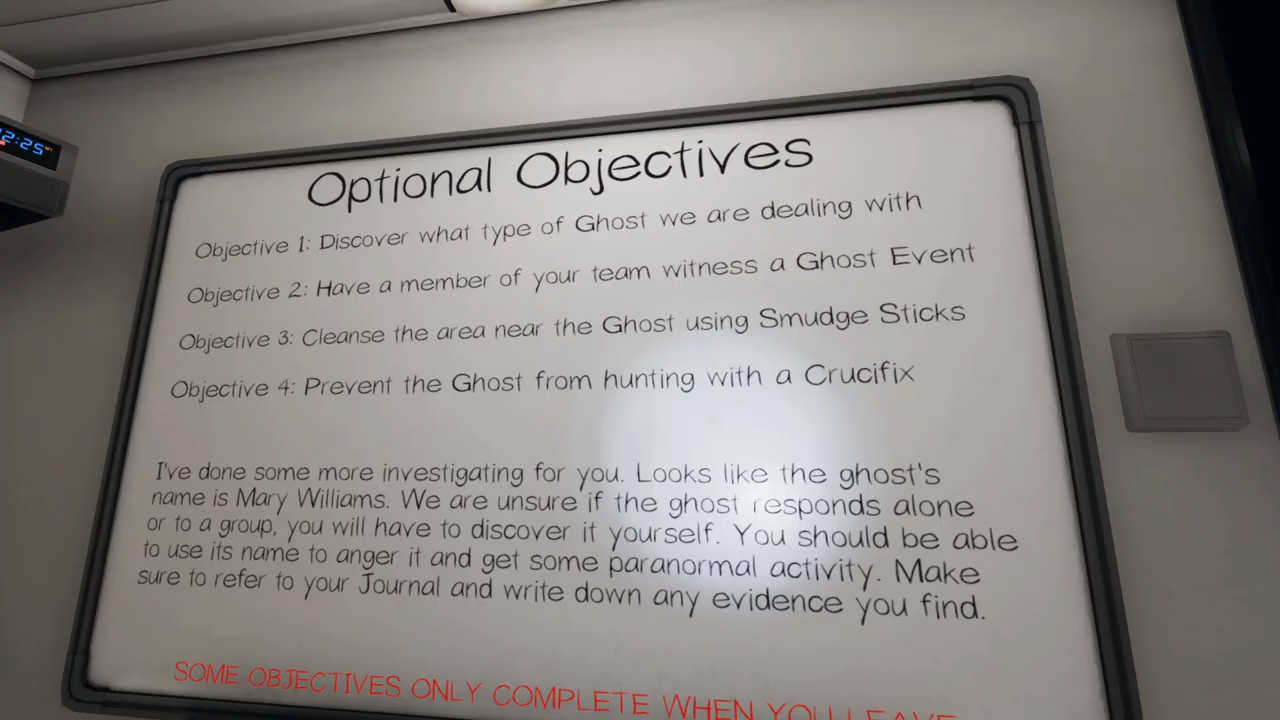 2:25
Optional Objectives
Objective 1: Discover what type of Ghost we are dealing with
Objective 2: Have a member of your team witness a Ghost Event
Objective 3: Cleanse the area near the Ghost using Smudge Sticks
Objective 4: Prevent the Ghost from hunting with a Crucifix
I've done some more investigating for you. Looks like the ghost's
name is Mary Williams. We are unsure if the ghost responds alone
or to a group, you will have to discover it yourself. You should be able
to use its name to anger it and get some paranormal activity. Make
sure to refer to your Journal and write down any evidence you find.
SOME OBJECTIVES ONLY COMPLETE WHEN YOU LEAVE